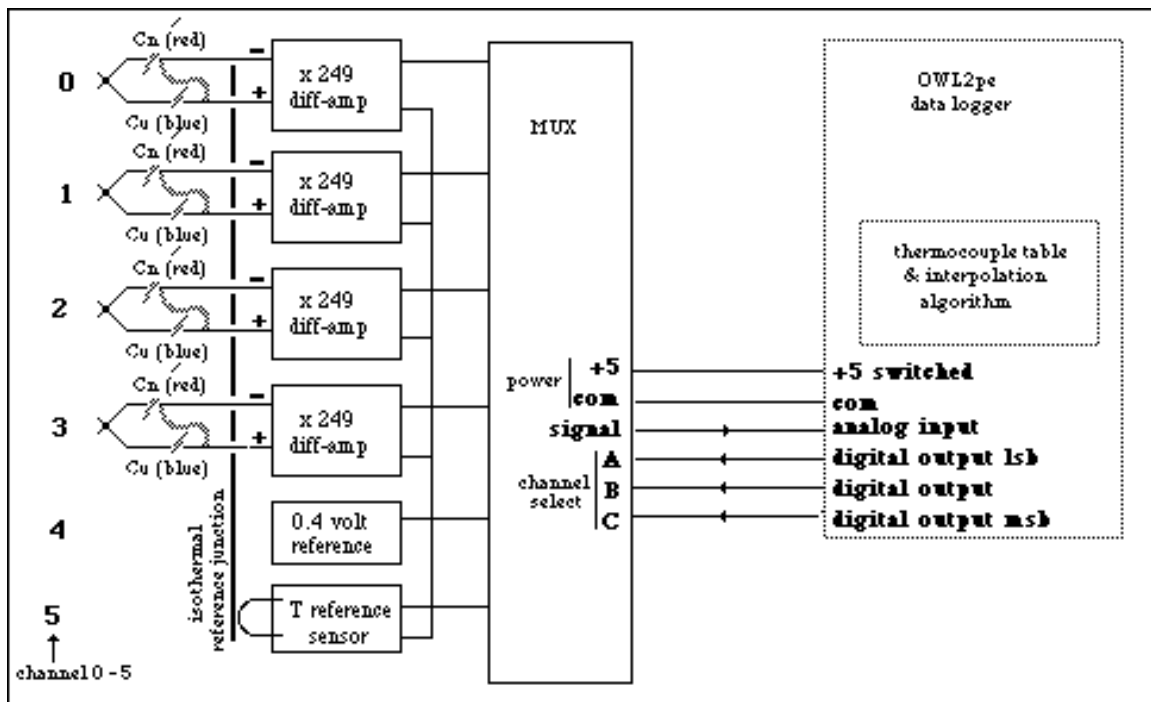 Cn (red)
0
−
+
x 249
diff-amp
Cu (blue)
Cn (red)
1
−
+
x 249
diff-amp
Cu (blue)
Cn (red)
2
−
+
x 249
diff-amp
Cu (blue)
Cn (red)
3
−
+
x 249
diff-amp
Cu (blue)
4
0.4 volt
reference
5
T reference
sensor
channel 0 - 5
isothermal
reference junction
MUX
power
+5
com
signal
channel
select
A
B
C
OWL2pe
data logger
thermocouple table
& interpolation
algorithm
+5 switched
com
analog input
digital output lsb
digital output
digital output msb